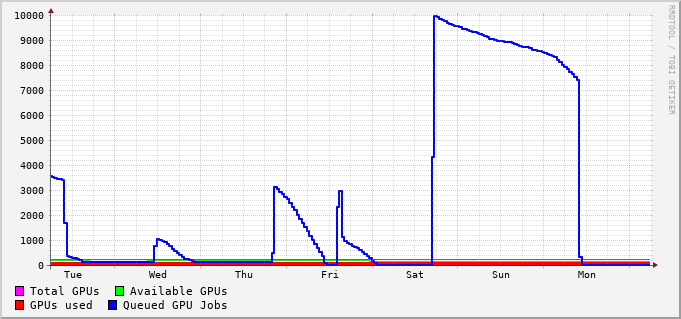 RRDTOOL / TOBI OETIKER
10000
9000
8000
7000
6000
5000
4000
3000
2000
1000
0
Tue Wed Thu Fri Sat Sun Mon
Total GPUs Available GPUs
GPUs used Queued GPU Jobs